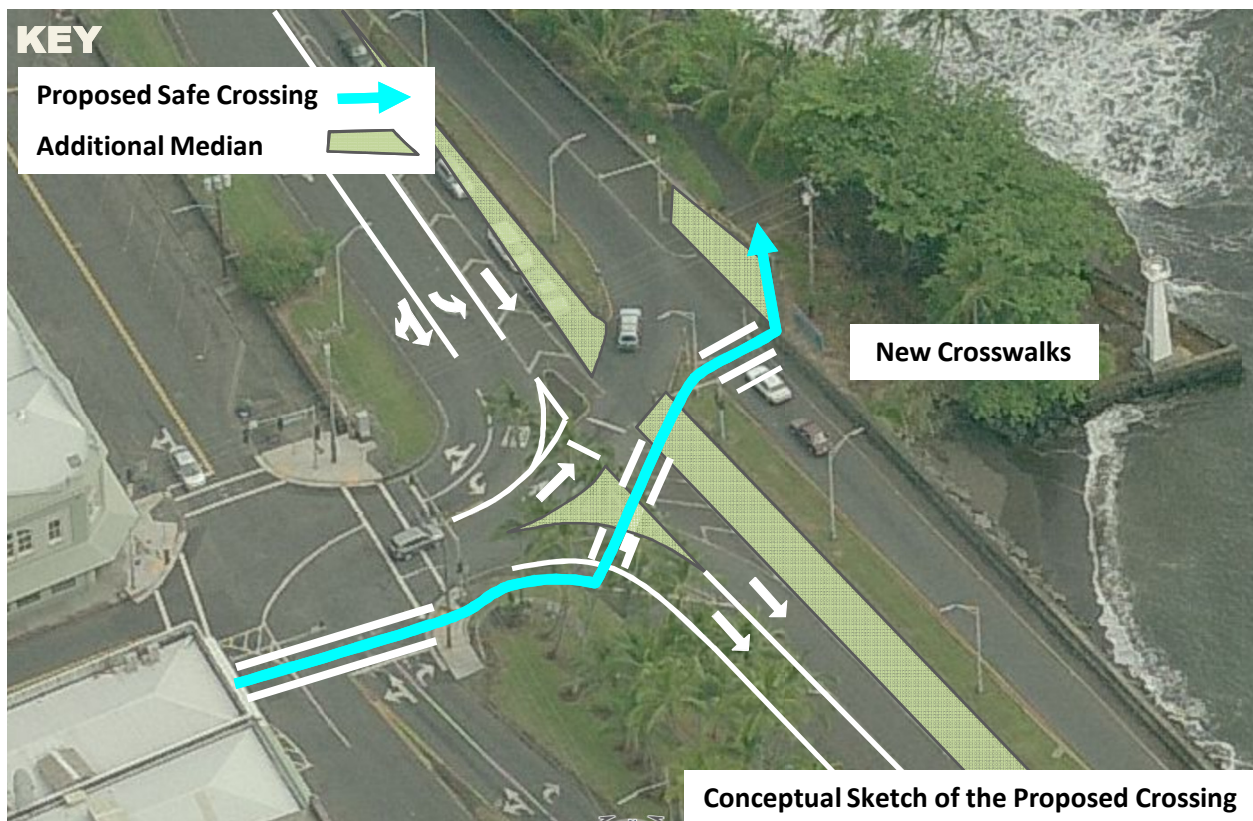 KEY
Proposed Safe Crossing
Additional Median
New Crosswalks
Conceptual Sketch of the Proposed Crossing